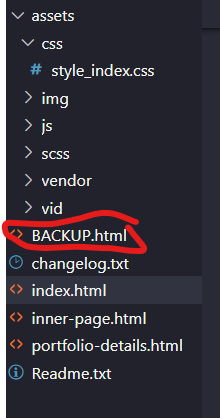 assets
css
# style_index.css
img
js
scss
vendor
vid
<> BACKUP.html
changelog.txt
<> index.html
<> inner-page.html
<> portfolio-details.html
Readme.txt